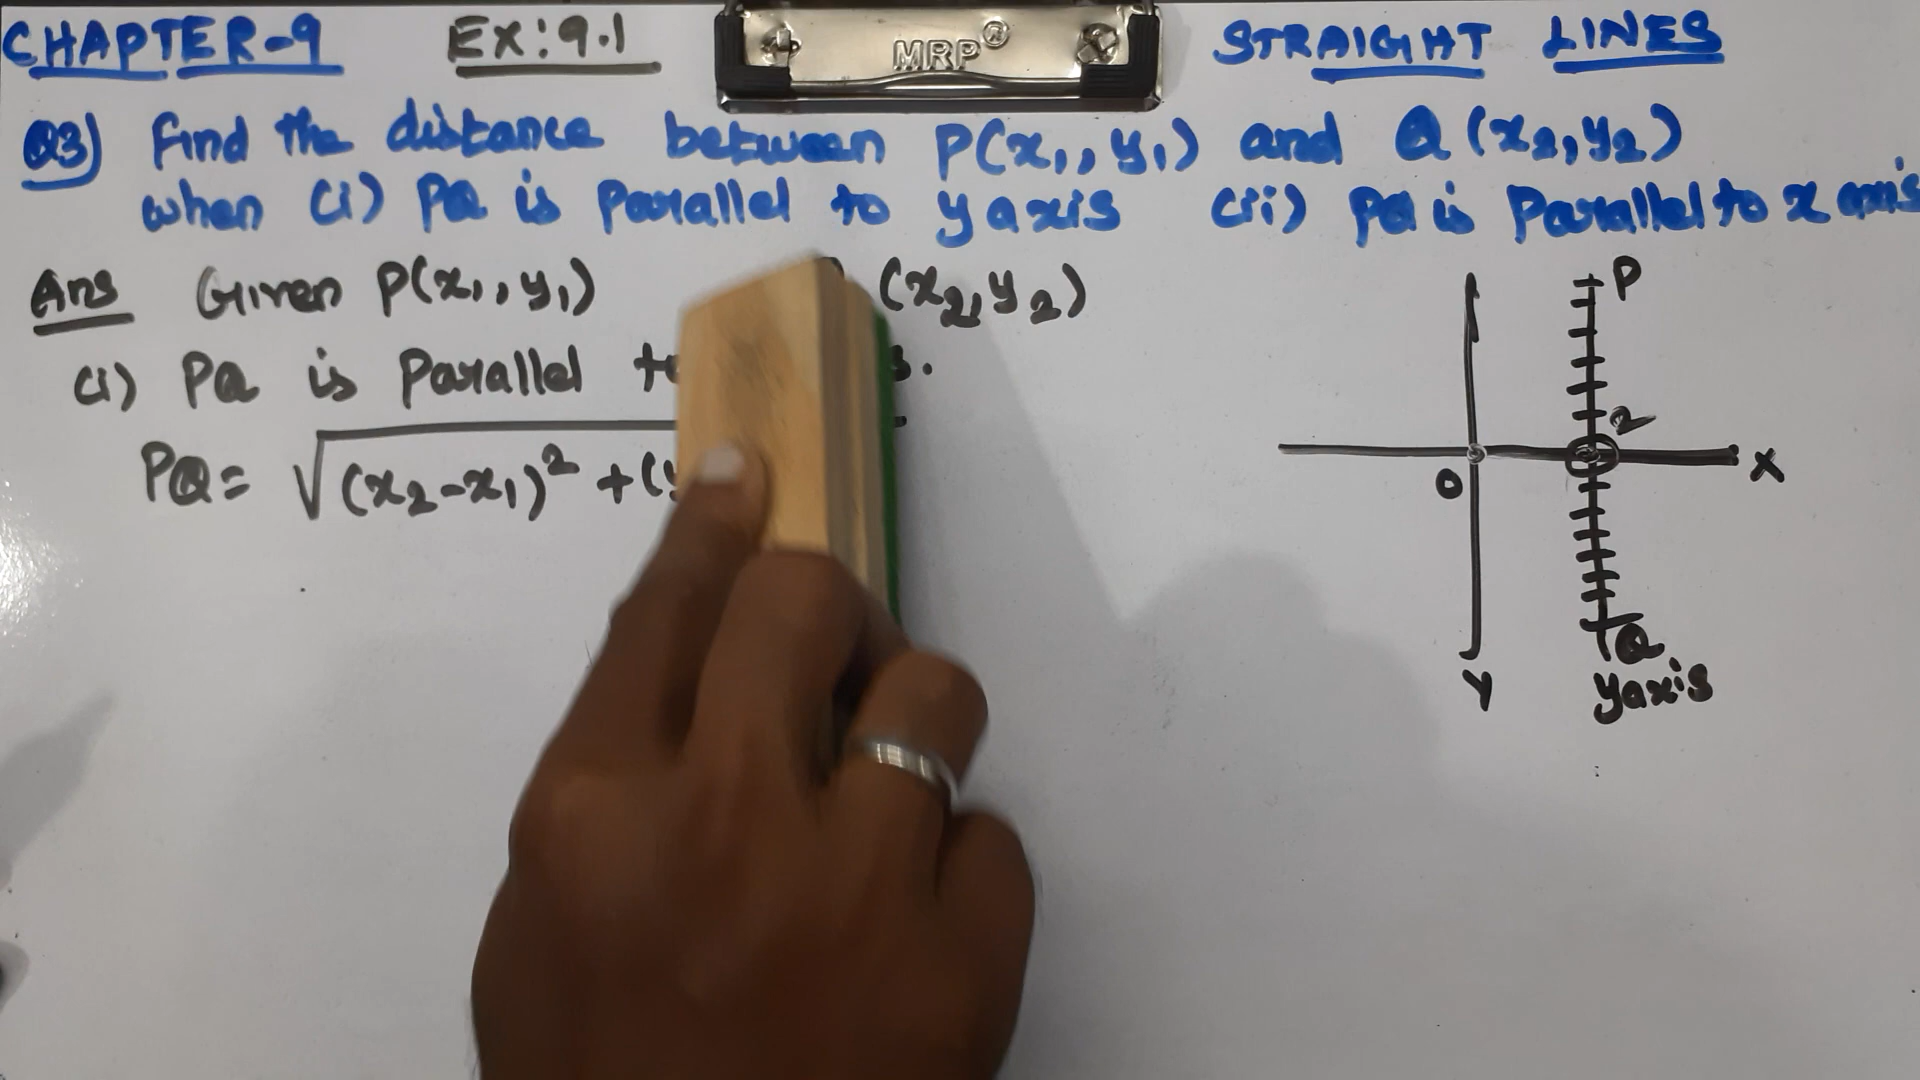 CHAPTER-9 EX:9.1 MRP® STRAIGHT LINES
Q3) Find the distance between P(x₁, y₁) and Q(x₂, y₂)
when (i) PQ is Parallel to y axis (ii) PQ is Parallel to x axis
Ans Given P(x₁, y₁) (x₂, y₂)
(i) PQ is Parallel
PQ = √(x₂-x₁)² + (
P
2
O X
Q
Y y axis